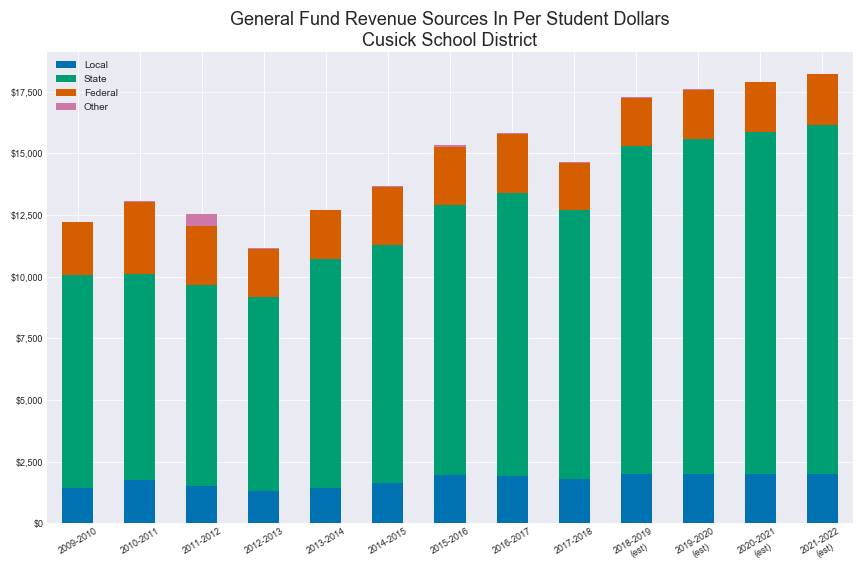 General Fund Revenue Sources In Per Student Dollars
Cusick School District
Local
State
Federal
Other
$17,500
$15,000
$12,500
$10,000
$7,500
$5,000
$2,500
$0
2009-2010
2010-2011
2011-2012
2012-2013
2013-2014
2014-2015
2015-2016
2016-2017
2017-2018
2018-2019
(est)
2019-2020
(est)
2020-2021
(est)
2021-2022
(est)